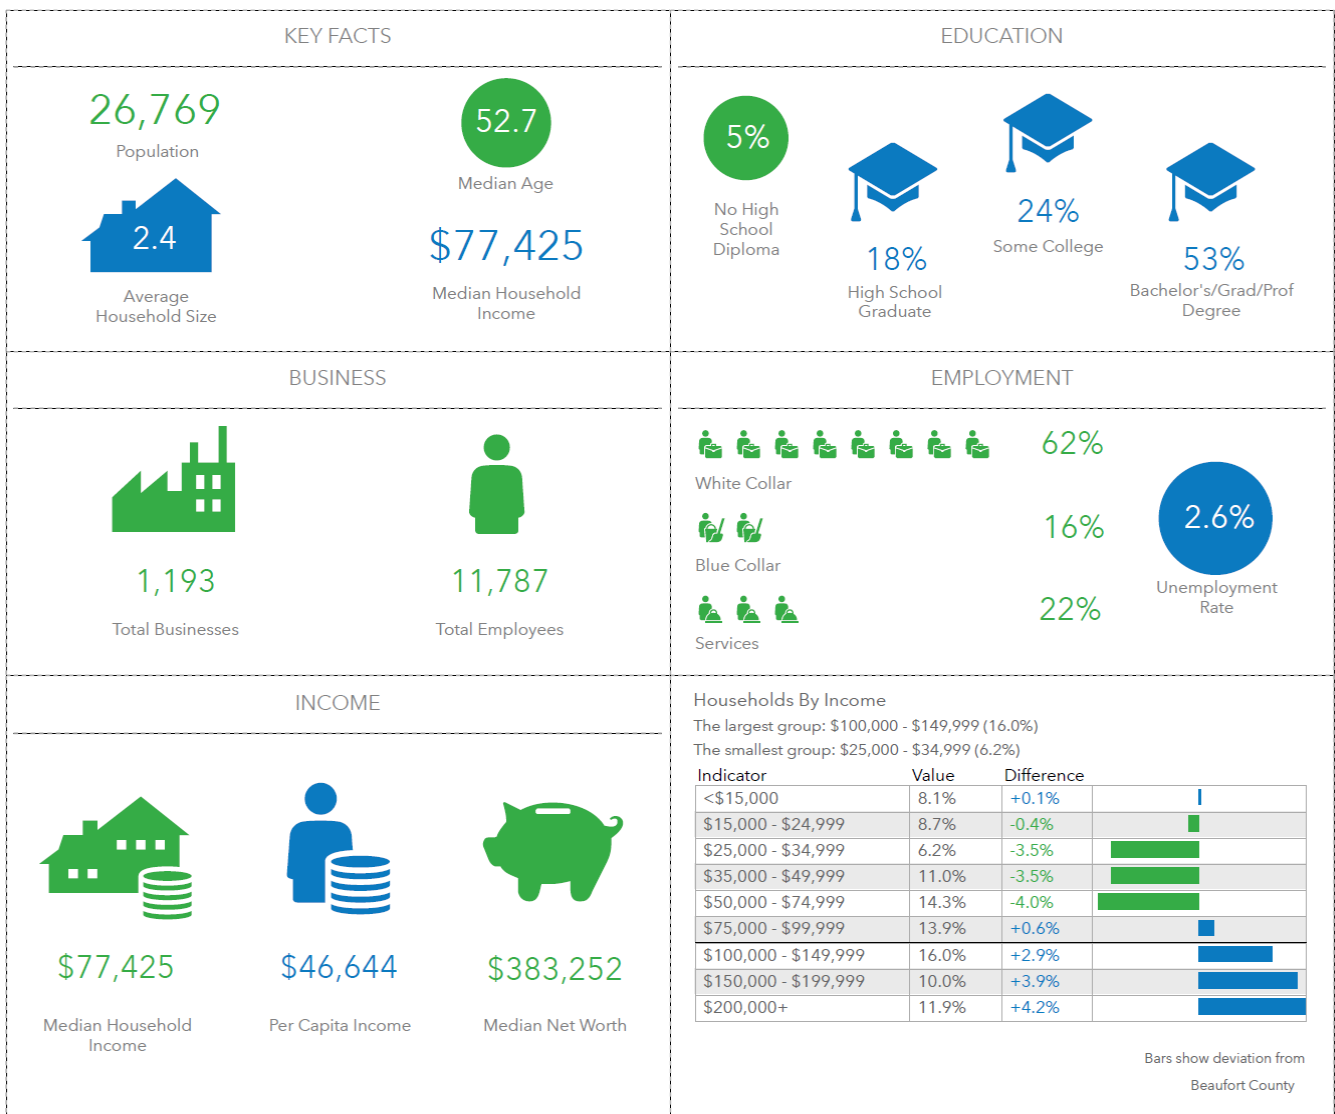 KEY FACTS
26,769
Population
52.7
Median Age
2.4
Average
Household Size
$77,425
Median Household
Income
EDUCATION
5%
No High
School
Diploma
18%
High School
Graduate
24%
Some College
53%
Bachelor's/Grad/Prof
Degree
BUSINESS
1,193
Total Businesses
11,787
Total Employees
EMPLOYMENT
62%
White Collar
16%
Blue Collar
22%
Services
2.6%
Unemployment
Rate
INCOME
$77,425
Median Household
Income
$46,644
Per Capita Income
$383,252
Median Net Worth
Households By Income
The largest group: $100,000 - $149,999 (16.0%)
The smallest group: $25,000 - $34,999 (6.2%)
Indicator Value Difference
<$15,000 8.1% +0.1%
$15,000 - $24,999 8.7% -0.4%
$25,000 - $34,999 6.2% -3.5%
$35,000 - $49,999 11.0% -3.5%
$50,000 - $74,999 14.3% -4.0%
$75,000 - $99,999 13.9% +0.6%
$100,000 - $149,999 16.0% +2.9%
$150,000 - $199,999 10.0% +3.9%
$200,000+ 11.9% +4.2%
Bars show deviation from
Beaufort County